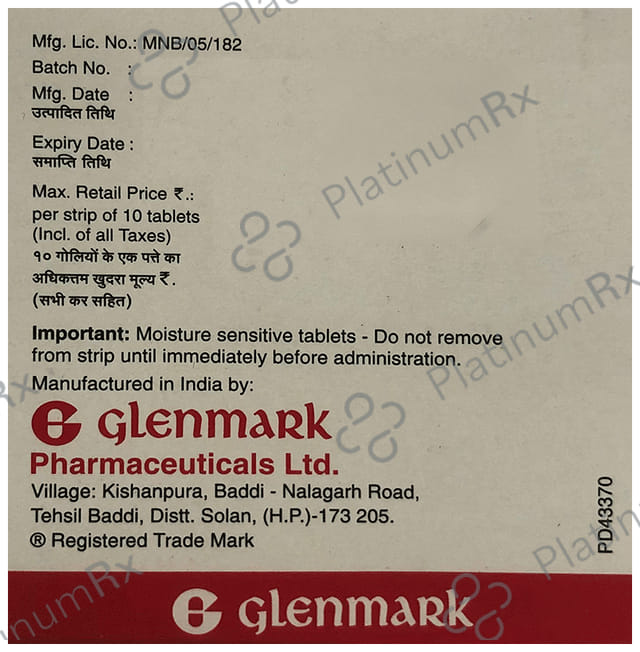 Mfg. Lic. No.: MNB/05/182
Batch No. :
Mfg. Date :
उत्पादित तिथि
Expiry Date :
समाप्ति तिथि
Max. Retail Price ₹.:
per strip of 10 tablets
(Incl. of all Taxes)
१० गोलियों के एक पत्ते का
अधिकतम खुदरा मूल्य ₹.
(सभी कर सहित)
Important: Moisture sensitive tablets - Do not remove
from strip until immediately before administration.
Manufactured in India by:
GLENMARK
Pharmaceuticals Ltd.
Village: Kishanpura, Baddi - Nalagarh Road,
Tehsil Baddi, Distt. Solan, (H.P.)-173 205.
® Registered Trade Mark
PD43370
GLENMARK
PlatinumRx
PlatinumRx
PlatinumRx
PlatinumRx